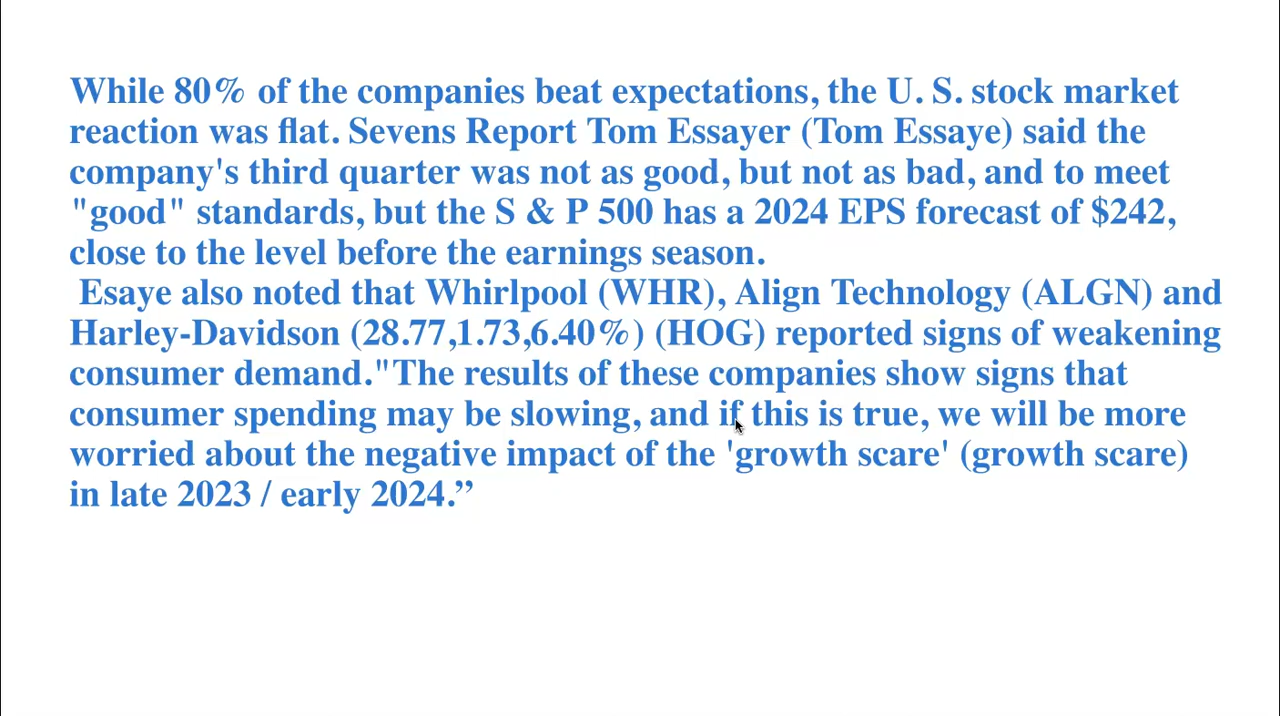 While 80% of the companies beat expectations, the U. S. stock market
reaction was flat. Sevens Report Tom Essayer (Tom Essaye) said the
company's third quarter was not as good, but not as bad, and to meet
"good" standards, but the S & P 500 has a 2024 EPS forecast of $242,
close to the level before the earnings season.
Esaye also noted that Whirlpool (WHR), Align Technology (ALGN) and
Harley-Davidson (28.77,1.73,6.40%) (HOG) reported signs of weakening
consumer demand."The results of these companies show signs that
consumer spending may be slowing, and if this is true, we will be more
worried about the negative impact of the 'growth scare' (growth scare)
in late 2023 / early 2024.”